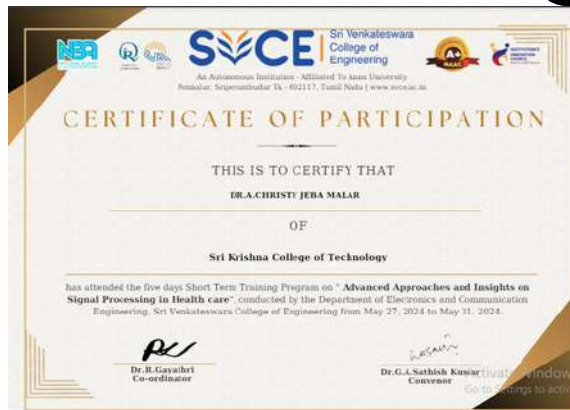 NBA
SVCE
Sri Venkateswara
College of
Engineering
A+
NAAC
INSTITUTION'S
INNOVATION
COUNCIL
An Autonomous Institution - Affiliated To Anna University
Pennalur, Sriperumbudur Tk - 602117, Tamil Nadu | www.svce.ac.in
CERTIFICATE OF PARTICIPATION
THIS IS TO CERTIFY THAT
DR.A.CHRISTY JEBA MALAR
OF
Sri Krishna College of Technology
has attended the five days Short Term Training Program on " Advanced Approaches and Insights on
Signal Processing in Health care", conducted by the Department of Electronics and Communication
Engineering, Sri Venkateswara College of Engineering from May 27, 2024 to May 31, 2024.
Dr.R.Gayathri
Co-ordinator
Dr.G.A.Sathish Kumar
Convenor
Activate Window
Go to Settings to activ